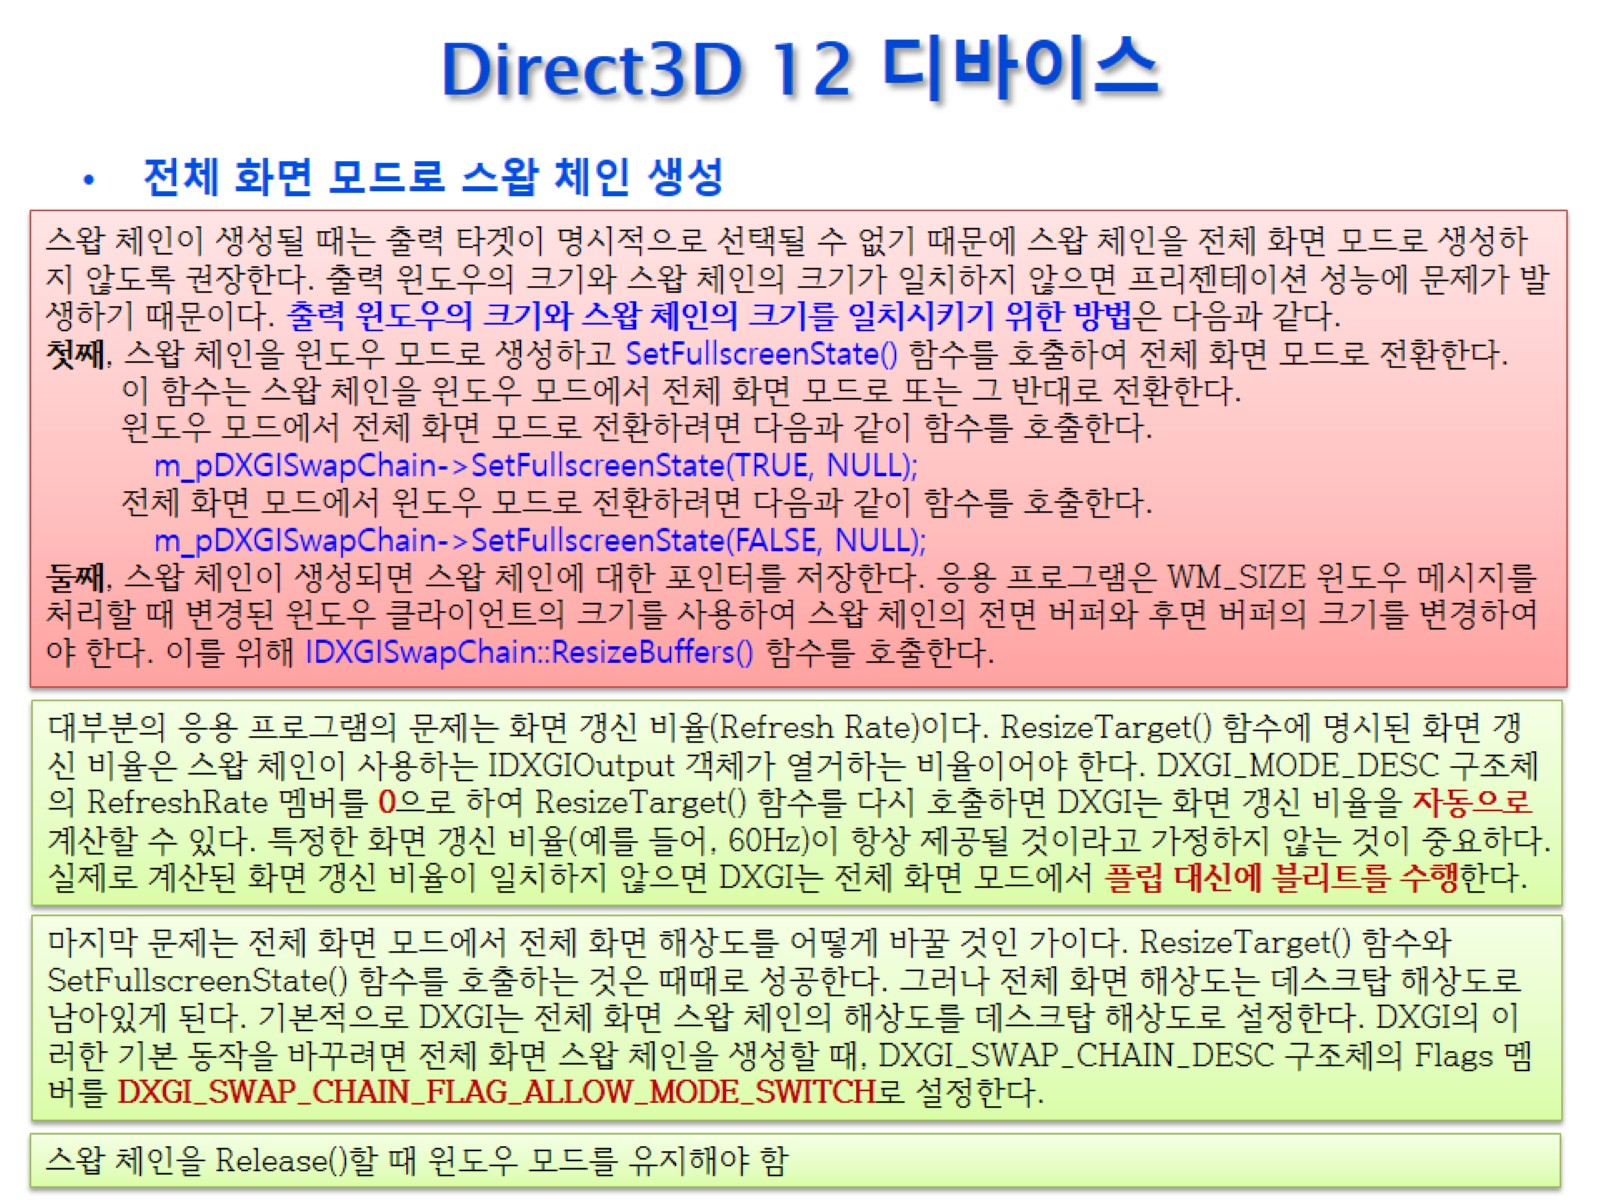 Direct3D 12 디바이스
• 전체 화면 모드로 스왑 체인 생성
스왑 체인이 생성될 때는 출력 타겟이 명시적으로 선택될 수 없기 때문에 스왑 체인을 전체 화면 모드로 생성하
지 않도록 권장한다. 출력 윈도우의 크기와 스왑 체인의 크기가 일치하지 않으면 프리젠테이션 성능에 문제가 발
생하기 때문이다. 출력 윈도우의 크기와 스왑 체인의 크기를 일치시키기 위한 방법은 다음과 같다.
첫째, 스왑 체인을 윈도우 모드로 생성하고 SetFullscreenState() 함수를 호출하여 전체 화면 모드로 전환한다.
이 함수는 스왑 체인을 윈도우 모드에서 전체 화면 모드로 또는 그 반대로 전환한다.
윈도우 모드에서 전체 화면 모드로 전환하려면 다음과 같이 함수를 호출한다.
m_pDXGISwapChain->SetFullscreenState(TRUE, NULL);
전체 화면 모드에서 윈도우 모드로 전환하려면 다음과 같이 함수를 호출한다.
m_pDXGISwapChain->SetFullscreenState(FALSE, NULL);
둘째, 스왑 체인이 생성되면 스왑 체인에 대한 포인터를 저장한다. 응용 프로그램은 WM_SIZE 윈도우 메시지를
처리할 때 변경된 윈도우 클라이언트의 크기를 사용하여 스왑 체인의 전면 버퍼와 후면 버퍼의 크기를 변경하여
야 한다. 이를 위해 IDXGISwapChain::ResizeBuffers() 함수를 호출한다.
대부분의 응용 프로그램의 문제는 화면 갱신 비율(Refresh Rate)이다. ResizeTarget() 함수에 명시된 화면 갱
신 비율은 스왑 체인이 사용하는 IDXGIOutput 객체가 열거하는 비율이어야 한다. DXGI_MODE_DESC 구조체
의 RefreshRate 멤버를 0으로 하여 ResizeTarget() 함수를 다시 호출하면 DXGI는 화면 갱신 비율을 자동으로
계산할 수 있다. 특정한 화면 갱신 비율(예를 들어, 60Hz)이 항상 제공될 것이라고 가정하지 않는 것이 중요하다.
실제로 계산된 화면 갱신 비율이 일치하지 않으면 DXGI는 전체 화면 모드에서 플립 대신에 블리트를 수행한다.
마지막 문제는 전체 화면 모드에서 전체 화면 해상도를 어떻게 바꿀 것인 가이다. ResizeTarget() 함수와
SetFullscreenState() 함수를 호출하는 것은 때때로 성공한다. 그러나 전체 화면 해상도는 데스크탑 해상도로
남아있게 된다. 기본적으로 DXGI는 전체 화면 스왑 체인의 해상도를 데스크탑 해상도로 설정한다. DXGI의 이
러한 기본 동작을 바꾸려면 전체 화면 스왑 체인을 생성할 때, DXGI_SWAP_CHAIN_DESC 구조체의 Flags 멤
버를 DXGI_SWAP_CHAIN_FLAG_ALLOW_MODE_SWITCH로 설정한다.
스왑 체인을 Release()할 때 윈도우 모드를 유지해야 함